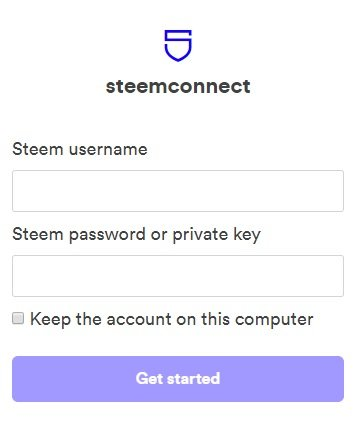 steemconnect
Steem username
Steem password or private key
Keep the account on this computer
Get started